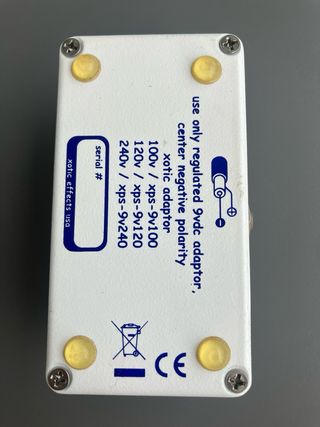 use only regulated 9vdc adaptor,
center negative polarity
xotic adaptor
100v / xps-9v100
120v / xps-9v120
240v / xps-9v240
serial #
xotic effects usa
CE